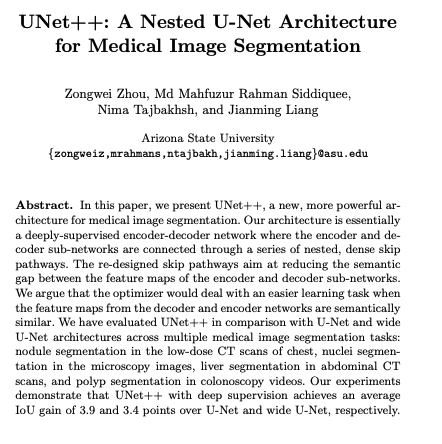 UNet++: A Nested U-Net Architecture
for Medical Image Segmentation
Zongwei Zhou, Md Mahfuzur Rahman Siddiquee,
Nima Tajbakhsh, and Jianming Liang
Arizona State University
{zongweiz,mrahmans,ntajbakh,jianming.liang}@asu.edu
Abstract. In this paper, we present UNet++, a new, more powerful ar-
chitecture for medical image segmentation. Our architecture is essentially
a deeply-supervised encoder-decoder network where the encoder and de-
coder sub-networks are connected through a series of nested, dense skip
pathways. The re-designed skip pathways aim at reducing the semantic
gap between the feature maps of the encoder and decoder sub-networks.
We argue that the optimizer would deal with an easier learning task when
the feature maps from the decoder and encoder networks are semantically
similar. We have evaluated UNet++ in comparison with U-Net and wide
U-Net architectures across multiple medical image segmentation tasks:
nodule segmentation in the low-dose CT scans of chest, nuclei segmen-
tation in the microscopy images, liver segmentation in abdominal CT
scans, and polyp segmentation in colonoscopy videos. Our experiments
demonstrate that UNet++ with deep supervision achieves an average
IoU gain of 3.9 and 3.4 points over U-Net and wide U-Net, respectively.